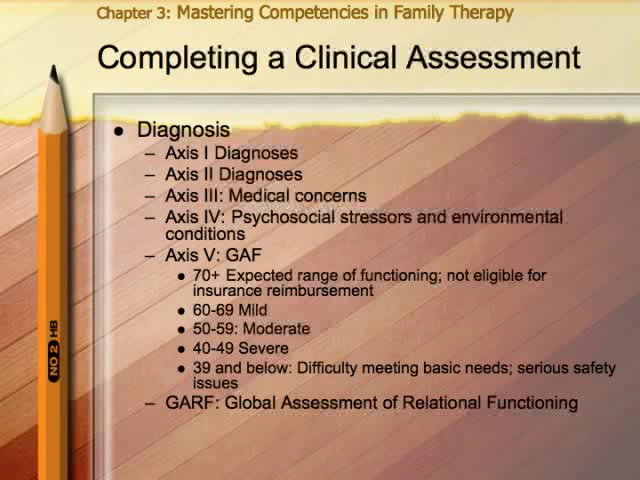 Chapter 3: Mastering Competencies in Family Therapy
Completing a Clinical Assessment
• Diagnosis
– Axis I Diagnoses
– Axis II Diagnoses
– Axis III: Medical concerns
– Axis IV: Psychosocial stressors and environmental
conditions
– Axis V: GAF
• 70+ Expected range of functioning; not eligible for
insurance reimbursement
• 60-69 Mild
• 50-59: Moderate
• 40-49 Severe
• 39 and below: Difficulty meeting basic needs; serious safety
issues
– GARF: Global Assessment of Relational Functioning
NO 2 HB